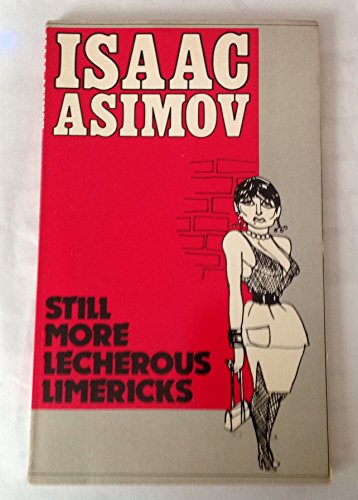 ISAAC
ASIMOV
STILL
MORE
LECHEROUS
LIMERICKS